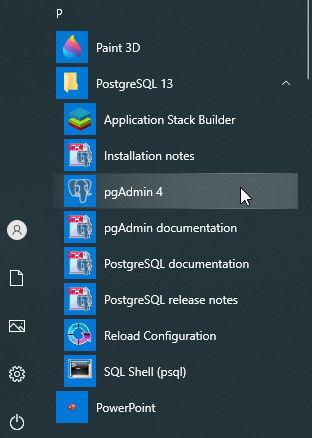 P
Paint 3D
PostgreSQL 13
Application Stack Builder
Installation notes
pgAdmin 4
pgAdmin documentation
PostgreSQL documentation
PostgreSQL release notes
Reload Configuration
SQL Shell (psql)
PowerPoint